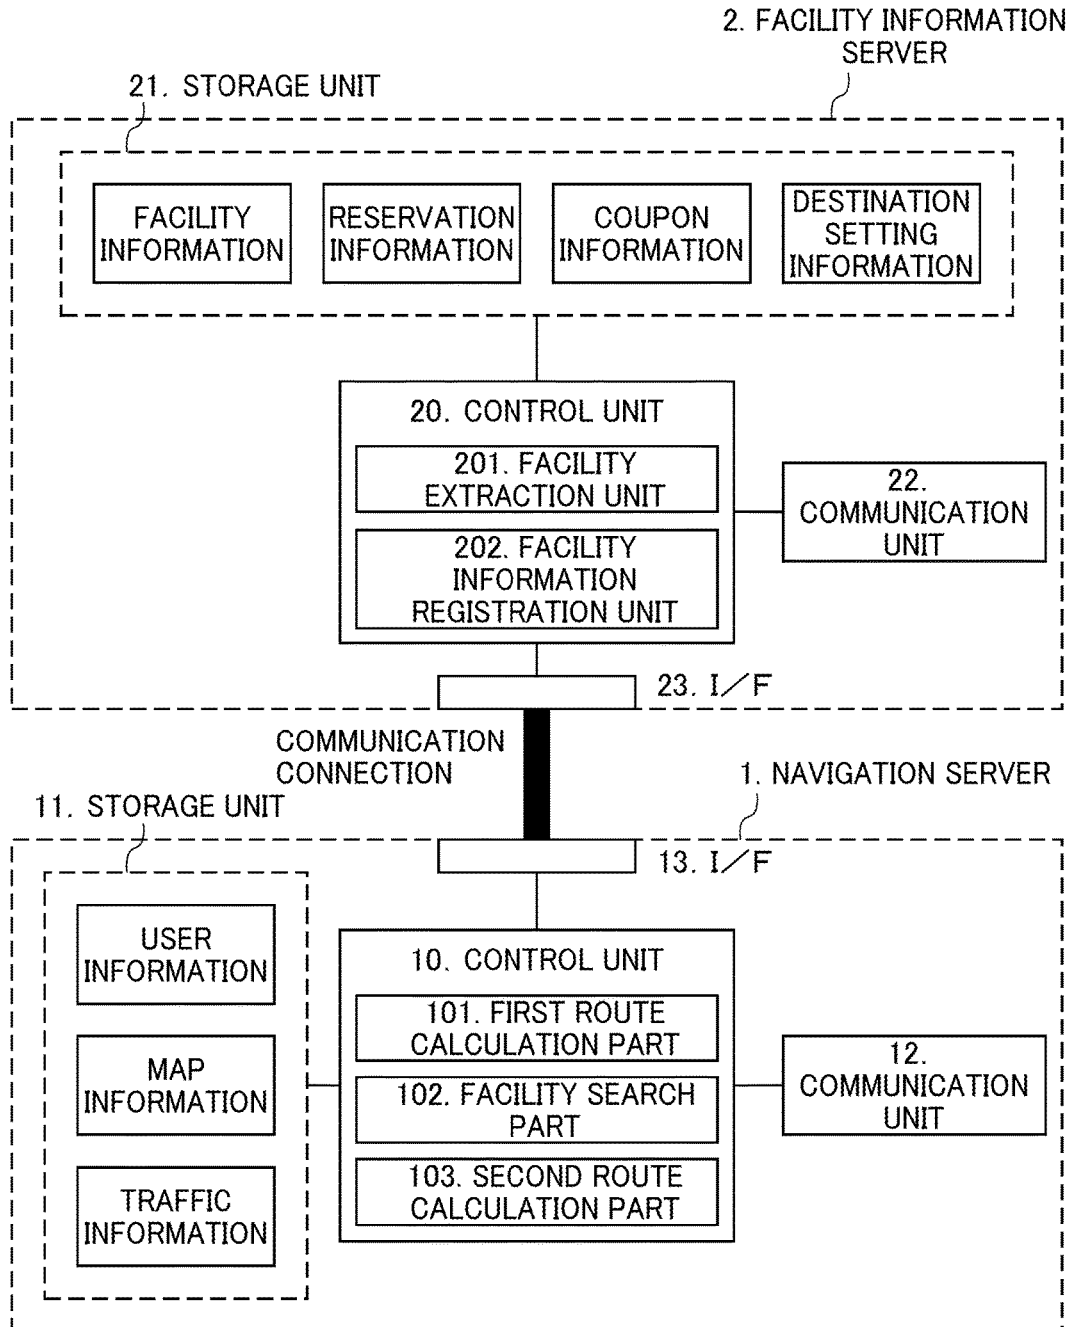 2. FACILITY INFORMATION
SERVER
21. STORAGE UNIT
FACILITY
INFORMATION
RESERVATION
INFORMATION
COUPON
INFORMATION
DESTINATION
SETTING
INFORMATION
20. CONTROL UNIT
201. FACILITY
EXTRACTION UNIT
202. FACILITY
INFORMATION
REGISTRATION UNIT
22.
COMMUNICATION
UNIT
23. I/F
COMMUNICATION
CONNECTION
1. NAVIGATION SERVER
11. STORAGE UNIT
13. I/F
USER
INFORMATION
MAP
INFORMATION
TRAFFIC
INFORMATION
10. CONTROL UNIT
101. FIRST ROUTE
CALCULATION PART
102. FACILITY SEARCH
PART
103. SECOND ROUTE
CALCULATION PART
12.
COMMUNICATION
UNIT